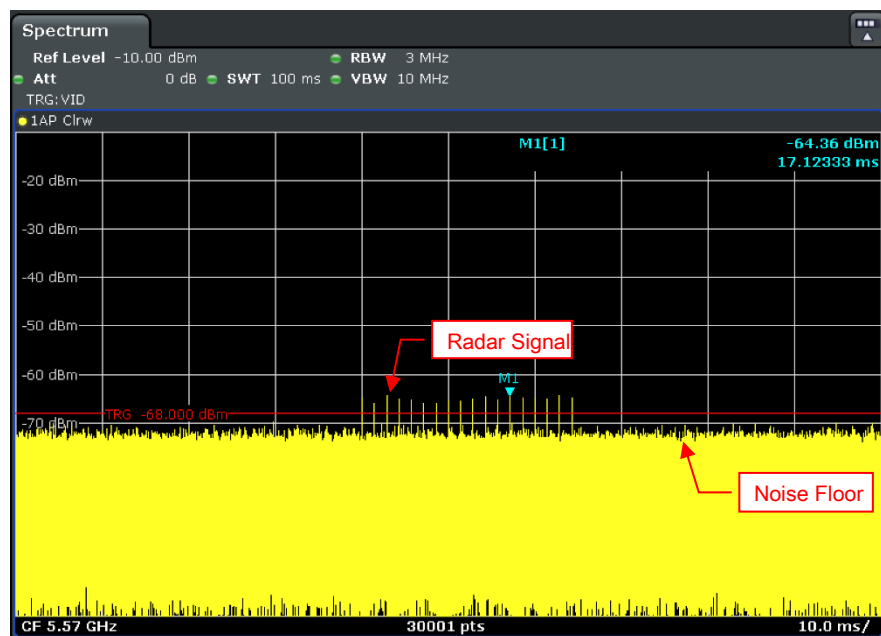 Spectrum
Ref Level -10.00 dBm RBW 3 MHz
Att 0 dB SWT 100 ms VBW 10 MHz
TRG:VID
1AP Clrw
M1[1] -64.36 dBm
17.12333 ms
-20 dBm
-30 dBm
-40 dBm
-50 dBm
Radar Signal
-60 dBm
M1
TRG -68.000 dBm
-70 dBm
Noise Floor
CF 5.57 GHz 30001 pts 10.0 ms/